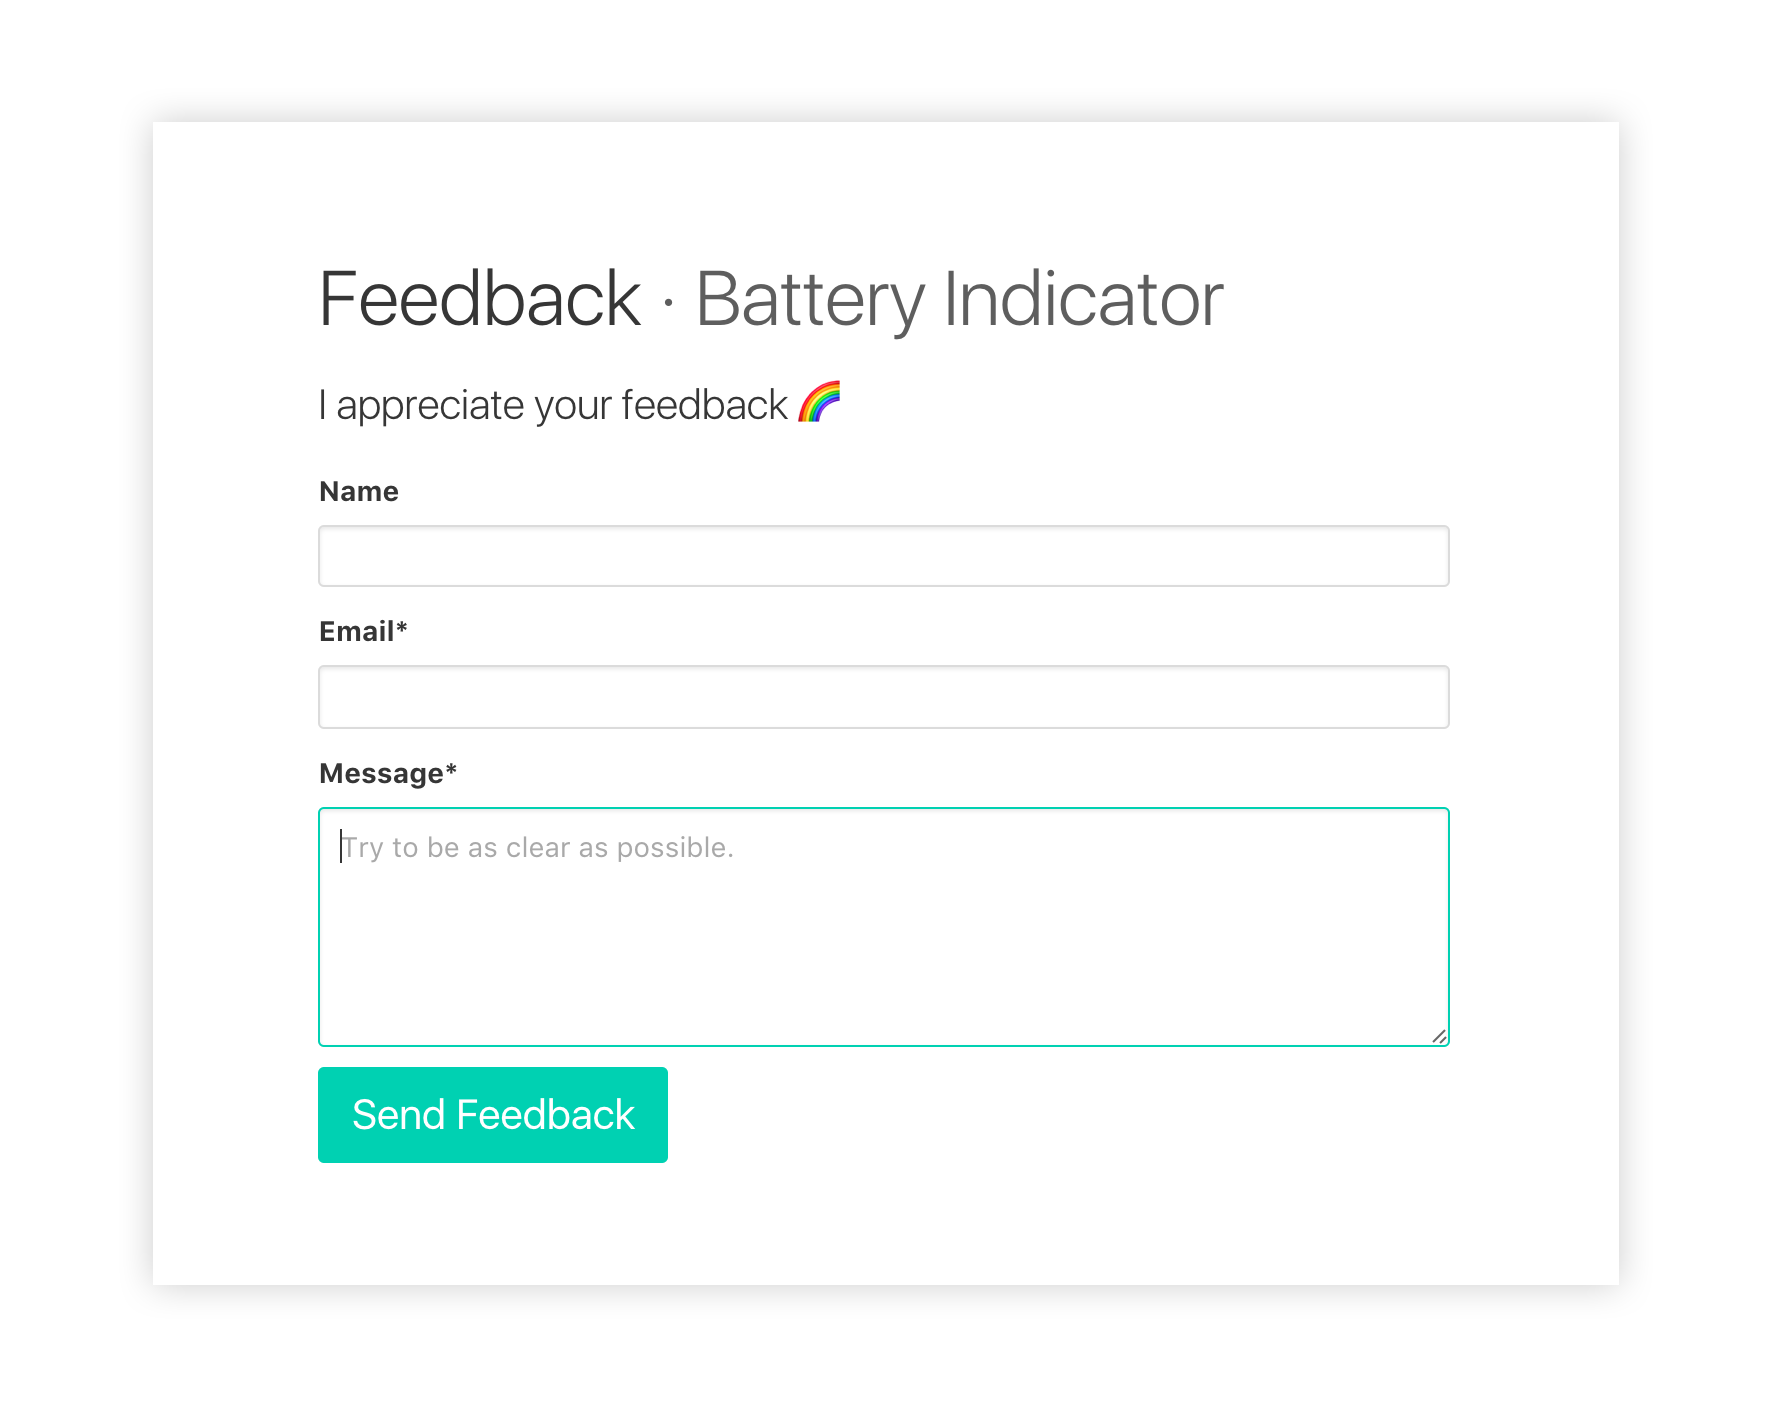 Feedback · Battery Indicator
I appreciate your feedback 🌈
Name
Email*
Message*
Try to be as clear as possible.
Send Feedback